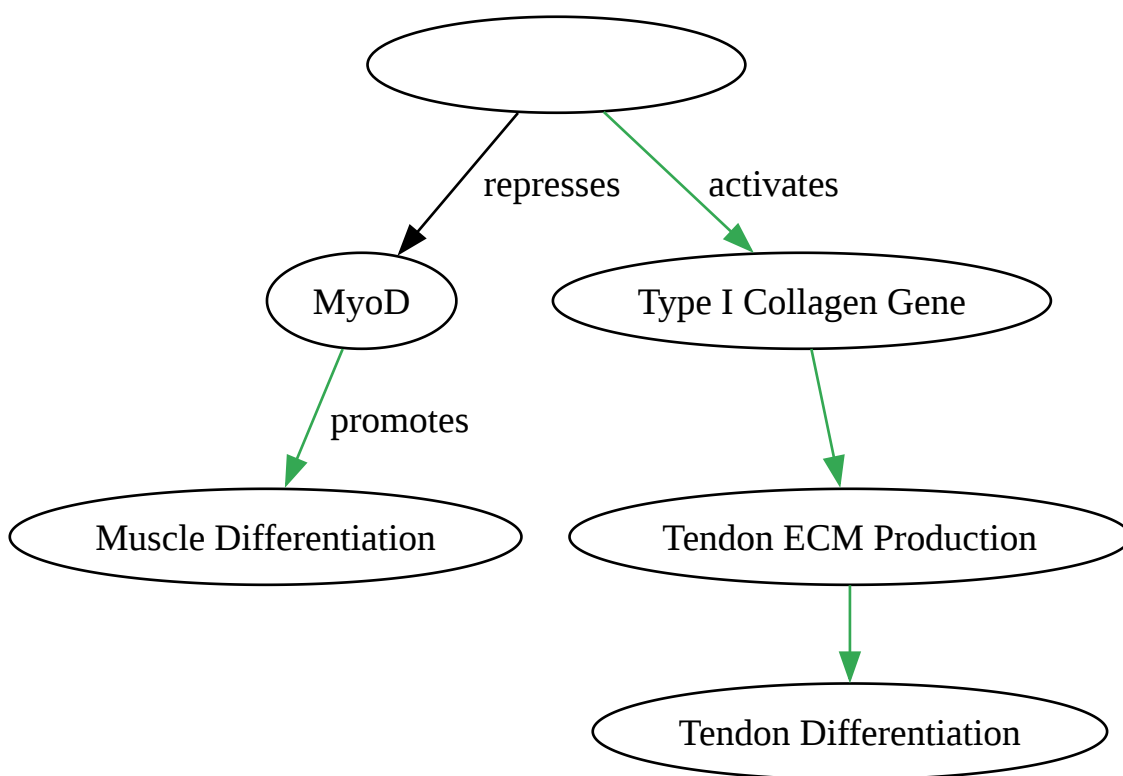 represses
activates
MyoD
Type I Collagen Gene
promotes
Muscle Differentiation
Tendon ECM Production
Tendon Differentiation